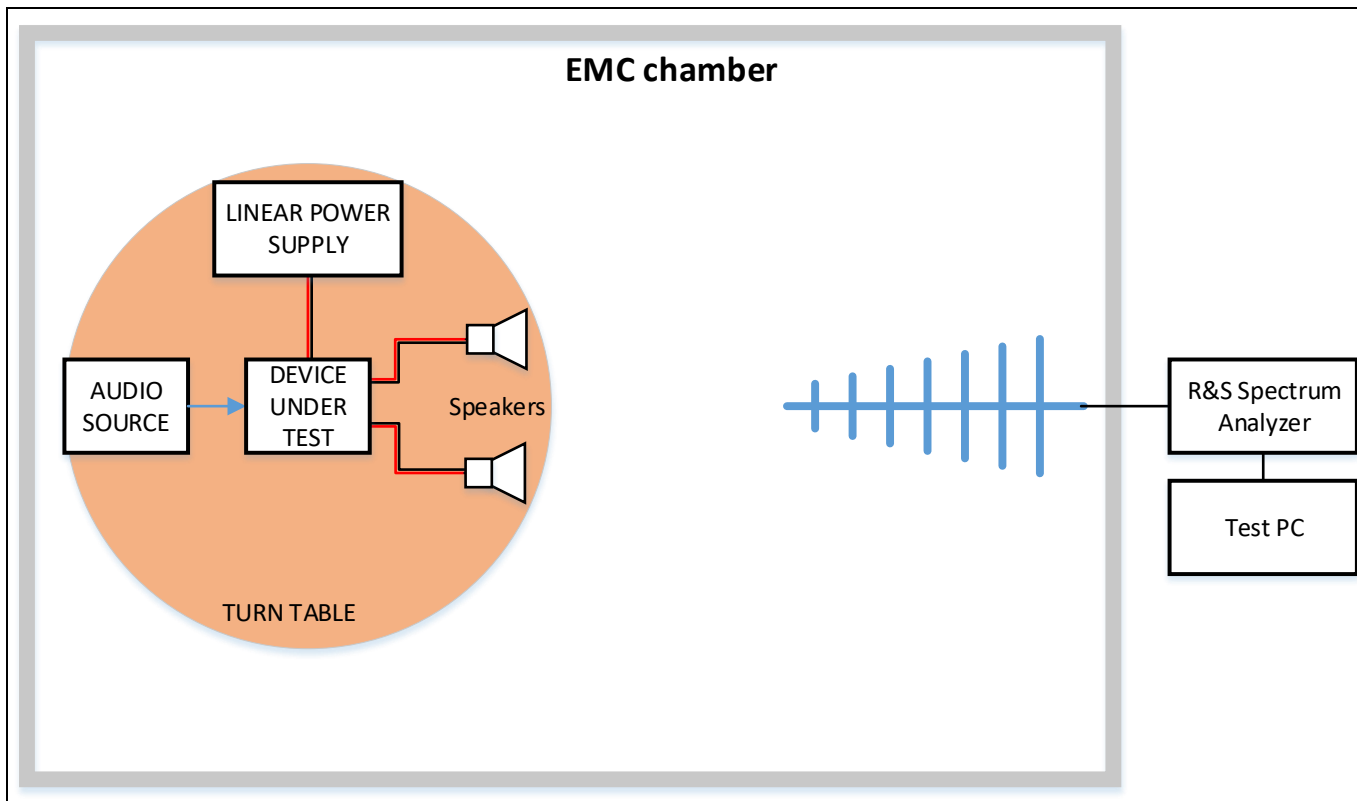 EMC chamber
LINEAR POWER
SUPPLY
AUDIO
SOURCE
DEVICE
UNDER
TEST
Speakers
TURN TABLE
R&S Spectrum
Analyzer
Test PC